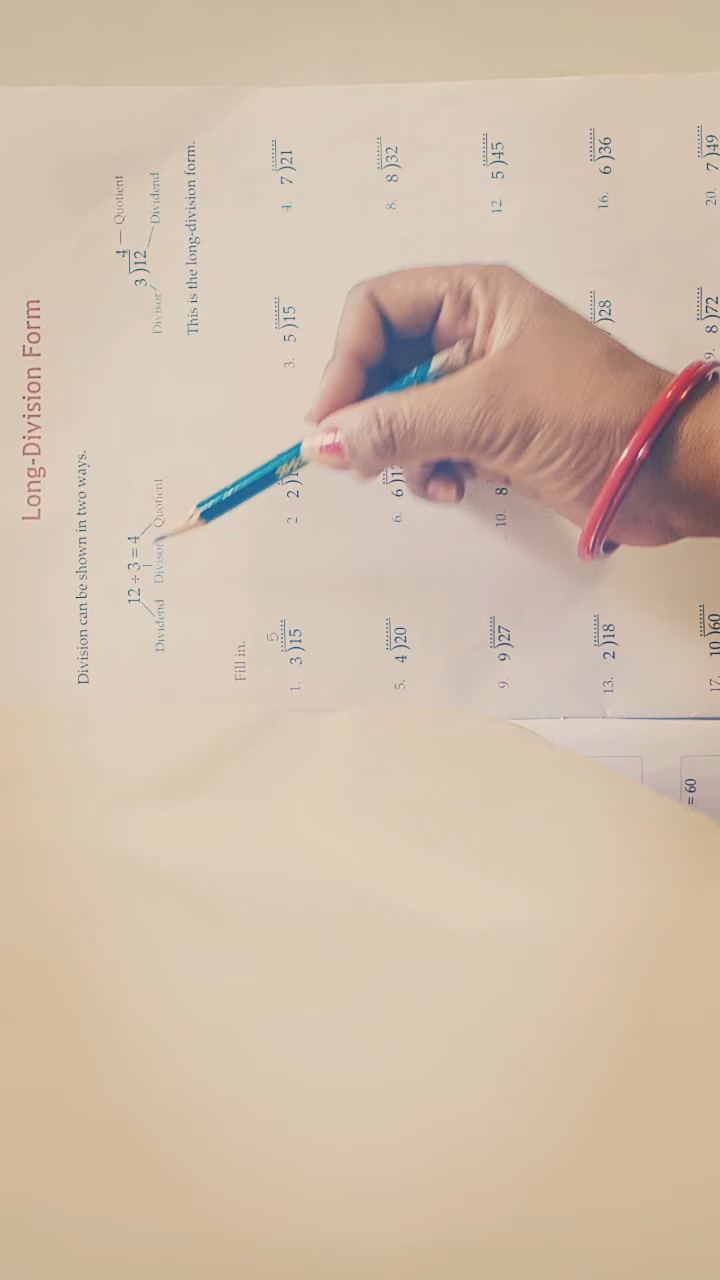 Long-Division Form
Division can be shown in two ways.
12 ÷ 3 = 4
Dividend Divisor Quotient
4 — Quotient
3)12
Divisor Dividend
This is the long-division form.
Fill in.
1. 3)15 5
2. 2)
3. 5)15
4. 7)21
5. 4)20
6. 6)
8. 8)32
9. 9)27
10. 8
12. 5)45
13. 2)18
)28
16. 6)36
17. 10)60
9. 8)72
20. 7)49
= 60